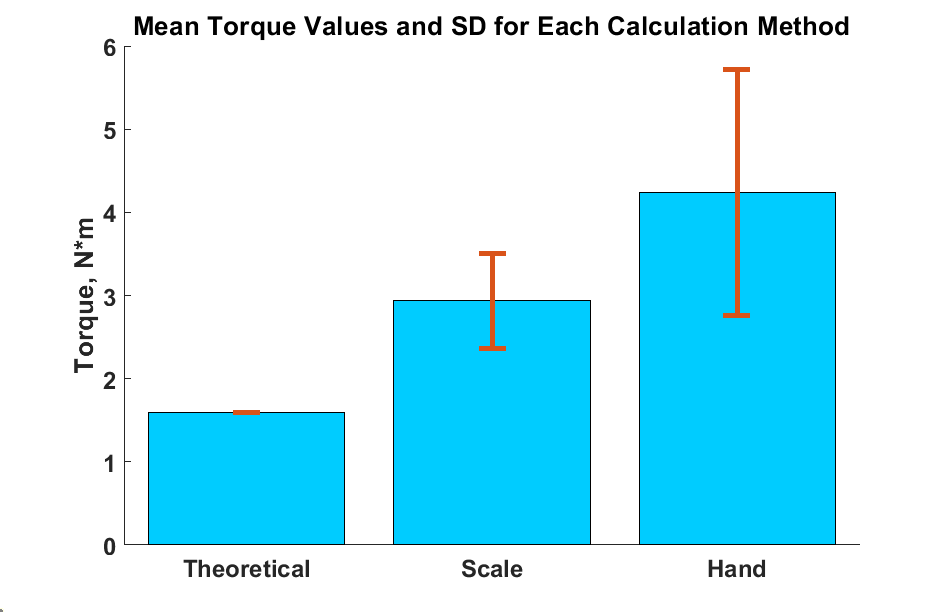 Mean Torque Values and SD for Each Calculation Method
6
5
4
3
2
1
0
Torque, N*m
Theoretical Scale Hand